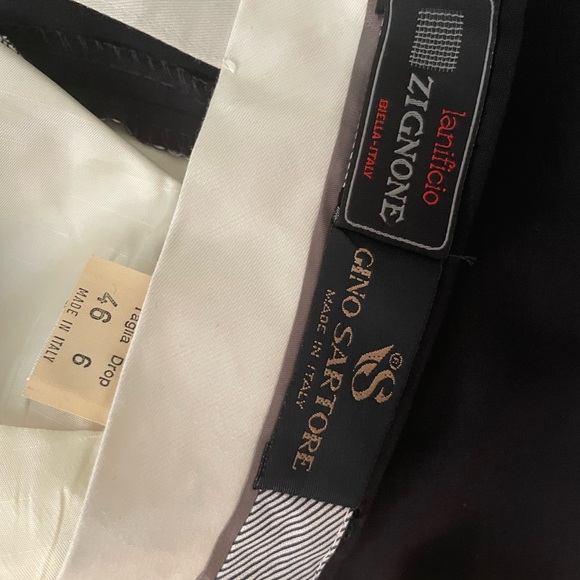 lanificio
ZIGNONE
BIELLA-ITALY
GS®
GINO SARTORE
MADE IN ITALY
Taglia Drop
46 6
MADE IN ITALY